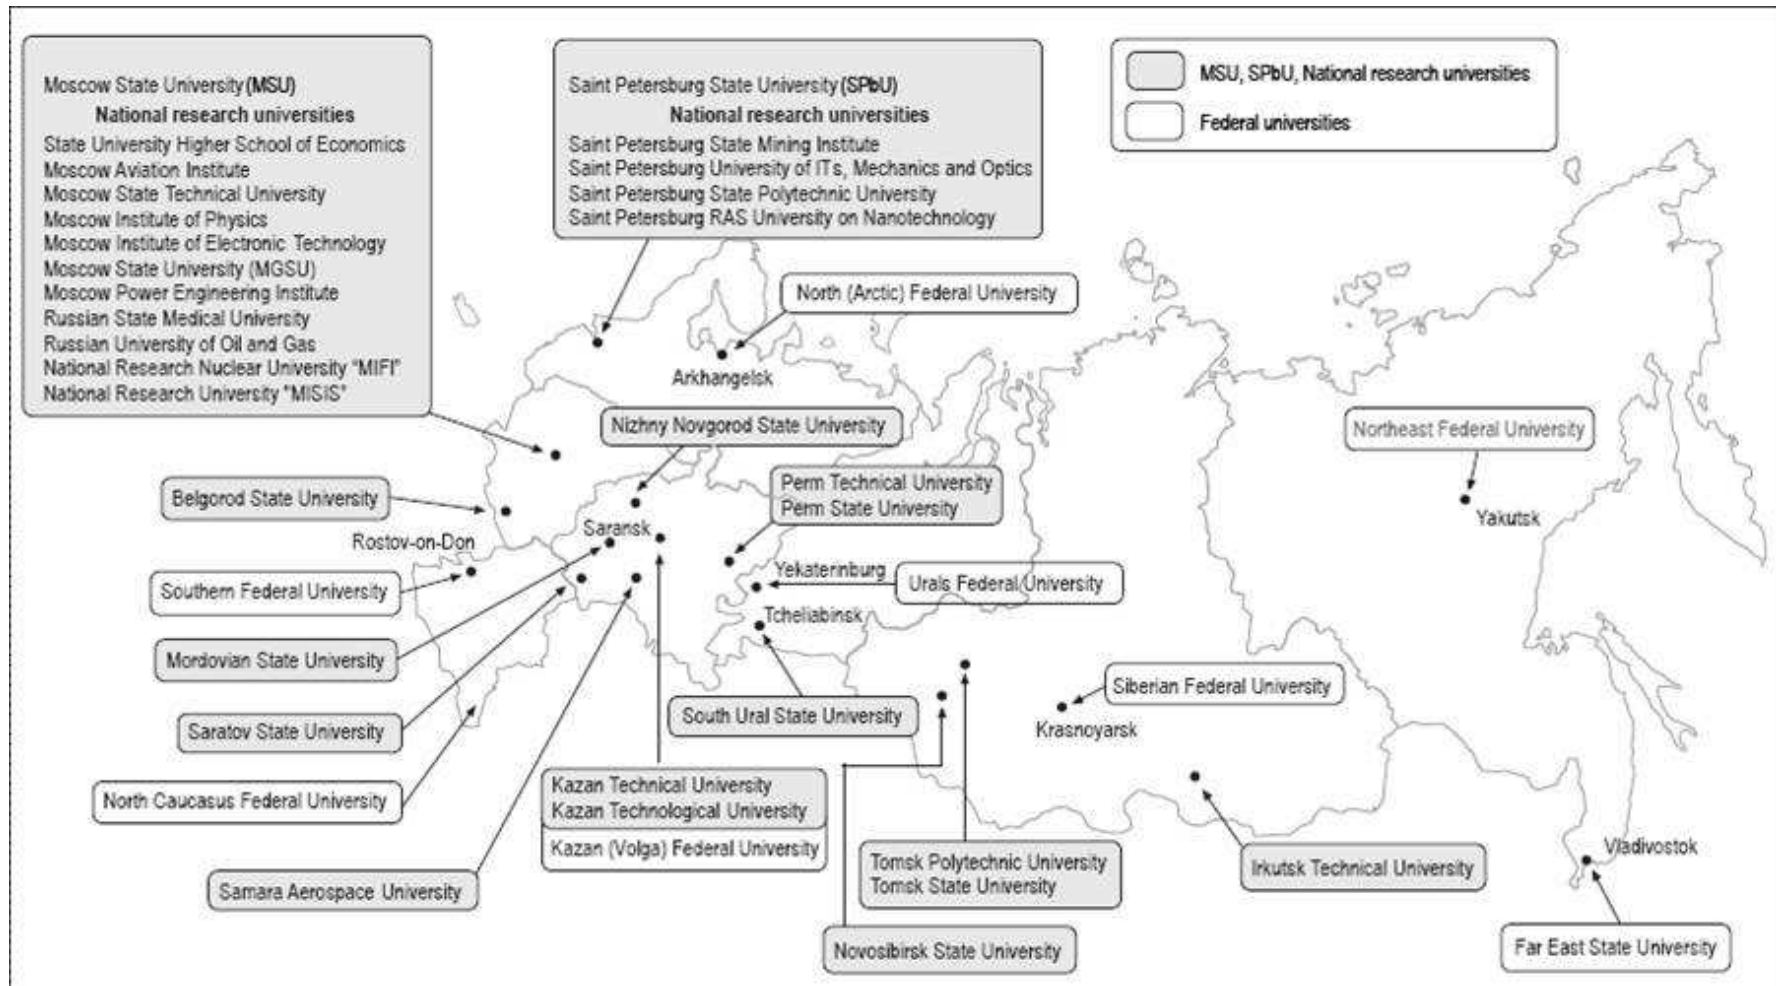 Moscow State University (MSU)
National research universities
State University Higher School of Economics
Moscow Aviation Institute
Moscow State Technical University
Moscow Institute of Physics
Moscow Institute of Electronic Technology
Moscow State University (MGSU)
Moscow Power Engineering Institute
Russian State Medical University
Russian University of Oil and Gas
National Research Nuclear University "MIFI"
National Research University "MISIS"
Saint Petersburg State University (SPbU)
National research universities
Saint Petersburg State Mining Institute
Saint Petersburg University of ITs, Mechanics and Optics
Saint Petersburg State Polytechnic University
Saint Petersburg RAS University on Nanotechnology
MSU, SPbU, National research universities
Federal universities
North (Arctic) Federal University
Arkhangelsk
Nizhny Novgorod State University
Northeast Federal University
Yakutsk
Belgorod State University
Perm Technical University
Perm State University
Rostov-on-Don
Saransk
Southern Federal University
Yekaterinburg
Urals Federal University
Tcheliabinsk
Mordovian State University
South Ural State University
Siberian Federal University
Krasnoyarsk
Saratov State University
North Caucasus Federal University
Kazan Technical University
Kazan Technological University
Kazan (Volga) Federal University
Samara Aerospace University
Tomsk Polytechnic University
Tomsk State University
Irkutsk Technical University
Vladivostok
Novosibirsk State University
Far East State University